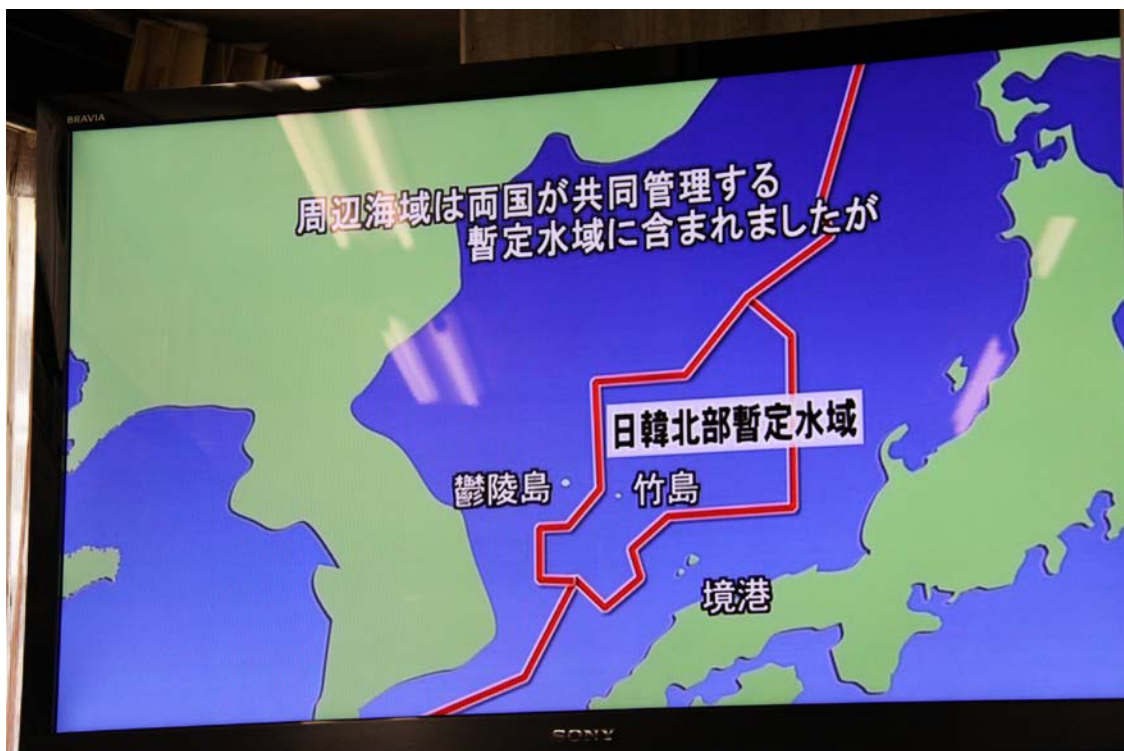 BRAVIA
周辺海域は両国が共同管理する
暫定水域に含まれましたが
日韓北部暫定水域
鬱陵島
竹島
境港
SONY